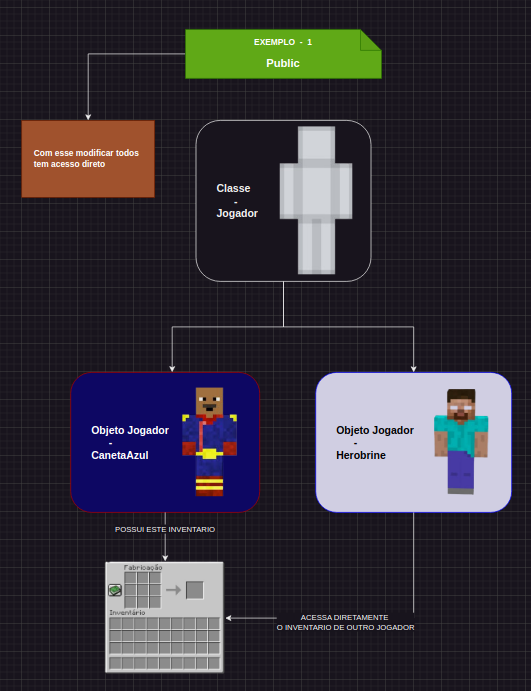 EXEMPLO - 1
Public
Com esse modificar todos
tem acesso direto
Classe
-
Jogador
Objeto Jogador
-
CanetaAzul
Objeto Jogador
-
Herobrine
POSSUI ESTE INVENTARIO
Fabricação
Inventário
ACESSA DIRETAMENTE
O INVENTARIO DE OUTRO JOGADOR